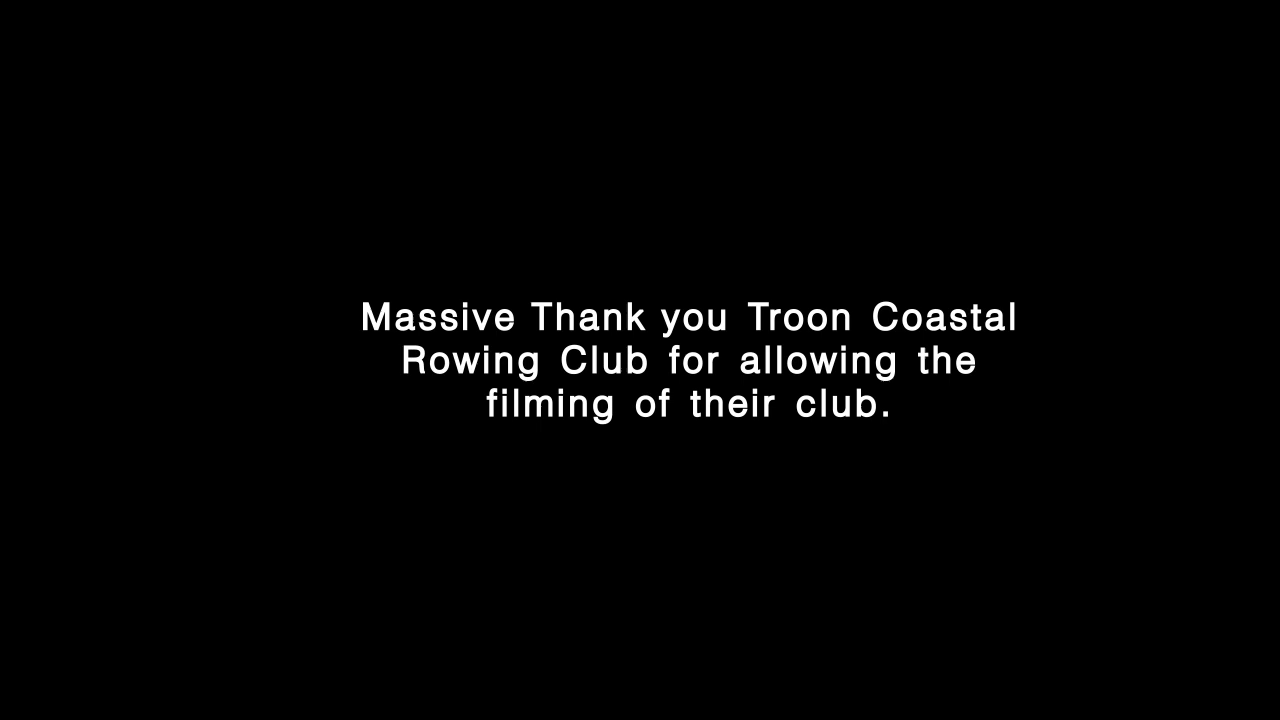 Massive Thank you Troon Coastal
Rowing Club for allowing the
filming of their club.